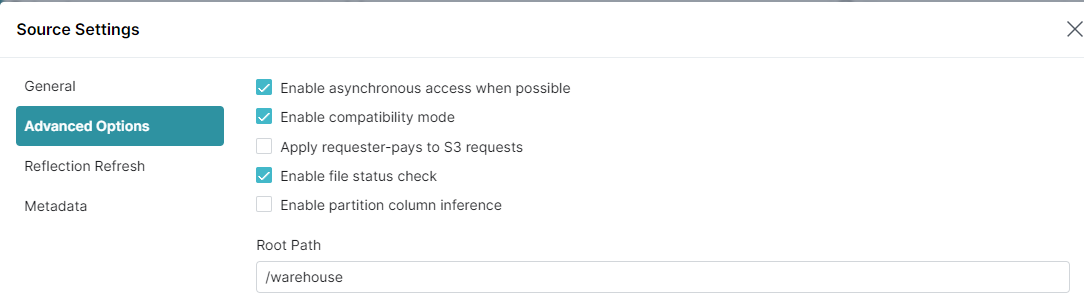 Source Settings
General
Advanced Options
Reflection Refresh
Metadata
Enable asynchronous access when possible
Enable compatibility mode
Apply requester-pays to S3 requests
Enable file status check
Enable partition column inference
Root Path
/warehouse